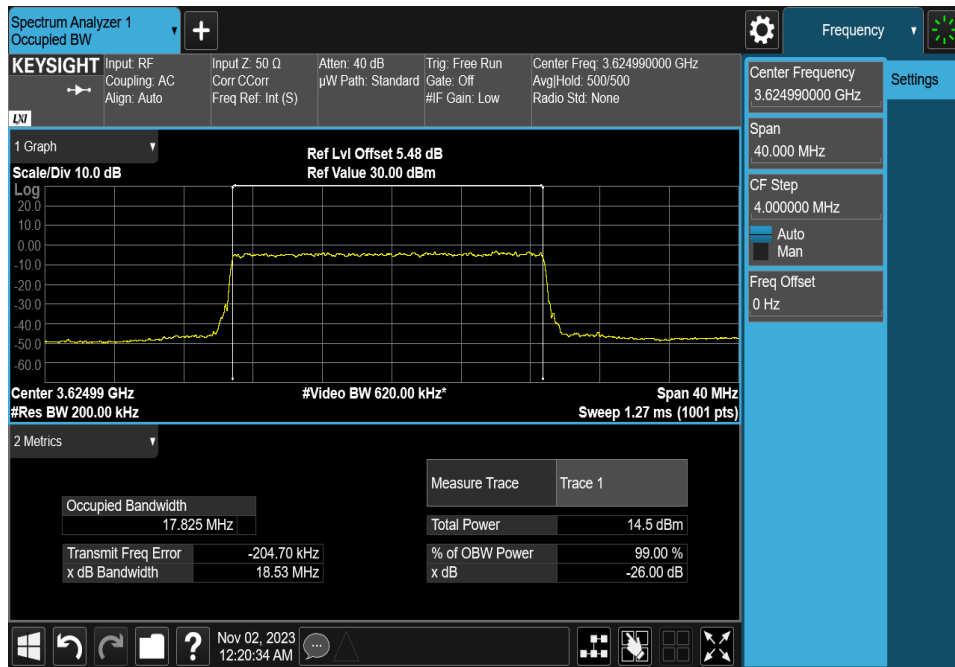 Spectrum Analyzer 1
Occupied BW
+
Frequency
KEYSIGHT
LXI
Input: RF
Coupling: AC
Align: Auto
Input Z: 50 Ω
Corr CCorr
Freq Ref: Int (S)
Atten: 40 dB
µW Path: Standard
Trig: Free Run
Gate: Off
#IF Gain: Low
Center Freq: 3.624990000 GHz
Avg|Hold: 500/500
Radio Std: None
Center Frequency
3.624990000 GHz
Settings
Span
40.000 MHz
CF Step
4.000000 MHz
Auto
Man
Freq Offset
0 Hz
1 Graph
Scale/Div 10.0 dB
Ref Lvl Offset 5.48 dB
Ref Value 30.00 dBm
Log
20.0
10.0
0.00
-10.0
-20.0
-30.0
-40.0
-50.0
-60.0
Center 3.62499 GHz
#Video BW 620.00 kHz*
Span 40 MHz
#Res BW 200.00 kHz
Sweep 1.27 ms (1001 pts)
2 Metrics
Measure Trace Trace 1
Occupied Bandwidth
17.825 MHz
Total Power 14.5 dBm
Transmit Freq Error -204.70 kHz
% of OBW Power 99.00 %
x dB Bandwidth 18.53 MHz
x dB -26.00 dB
?
Nov 02, 2023
12:20:34 AM